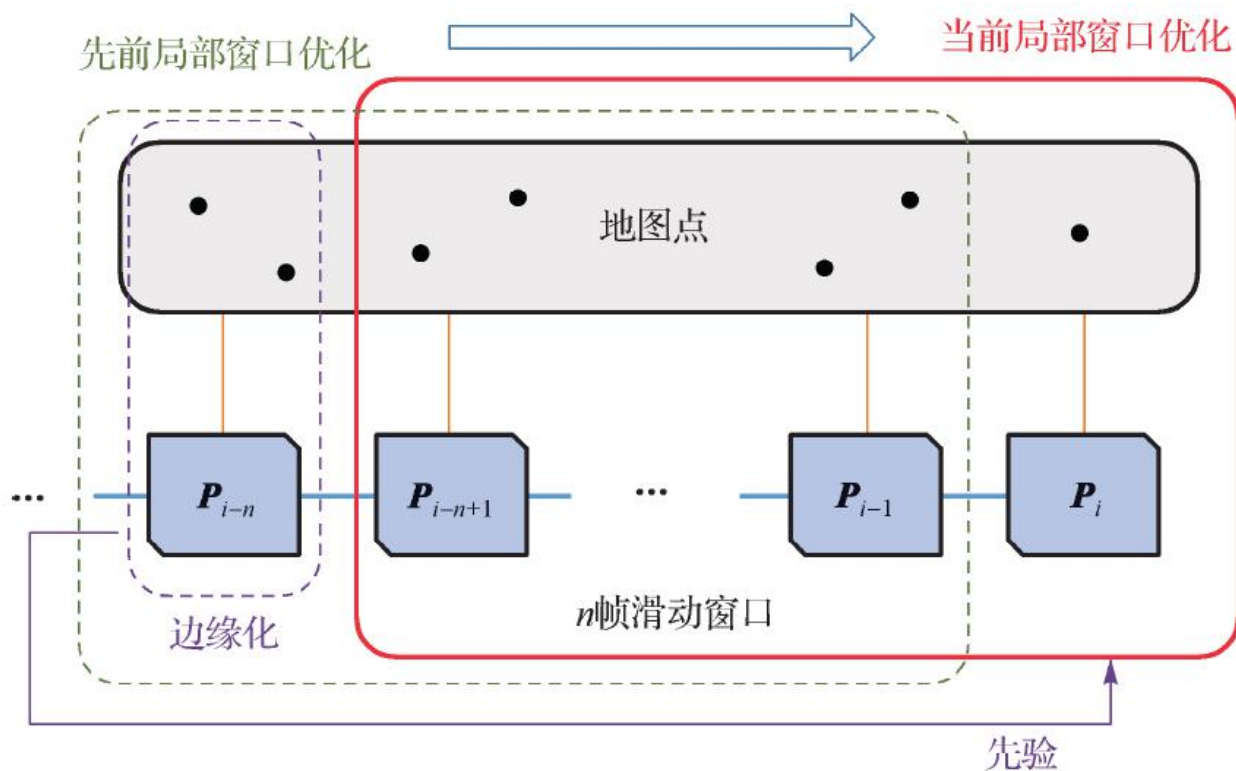 先前局部窗口优化
当前局部窗口优化
地图点
... P_{i-n} P_{i-n+1} ... P_{i-1} P_i
n帧滑动窗口
边缘化
先验